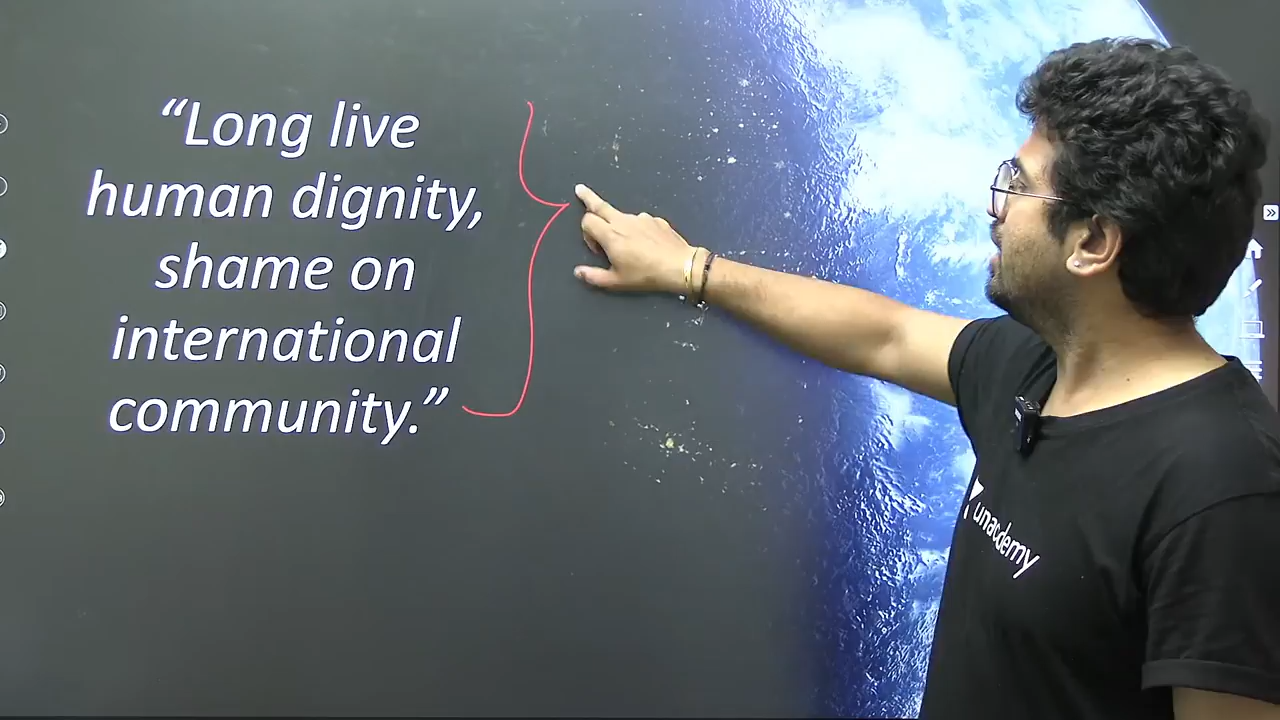 “Long live
human dignity,
shame on
international
community.”
unacademy